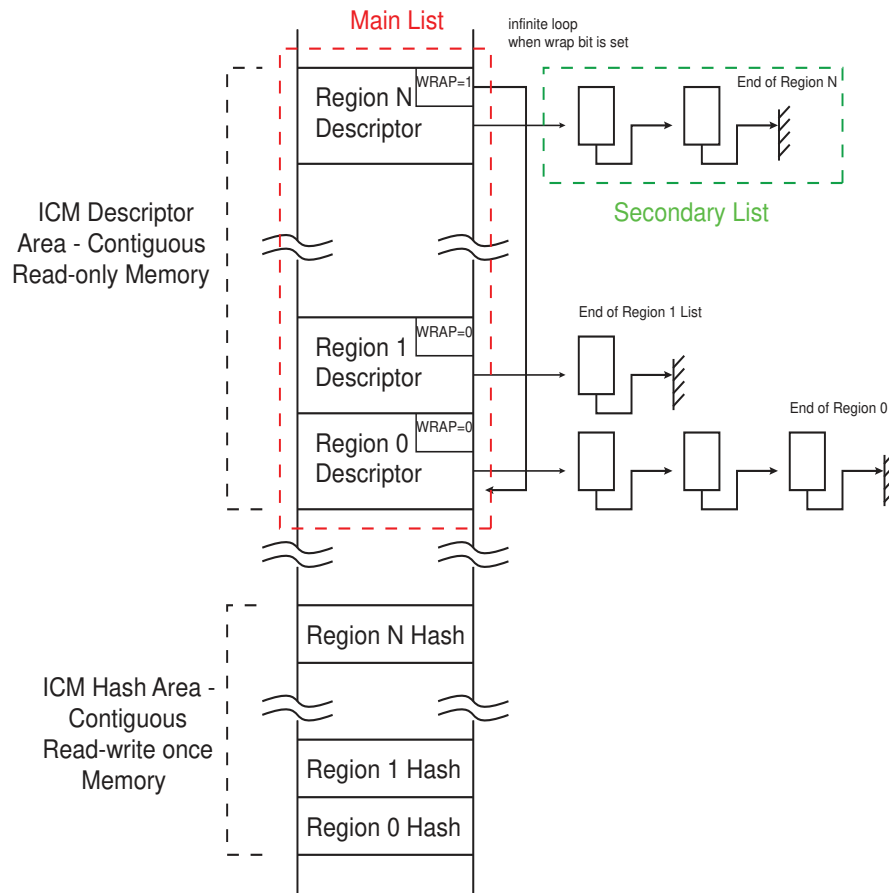 Main List
infinite loop
when wrap bit is set
WRAP=1
Region N
Descriptor
End of Region N
Secondary List
ICM Descriptor
Area - Contiguous
Read-only Memory
WRAP=0
Region 1
Descriptor
End of Region 1 List
WRAP=0
Region 0
Descriptor
End of Region 0
Region N Hash
ICM Hash Area -
Contiguous
Read-write once
Memory
Region 1 Hash
Region 0 Hash